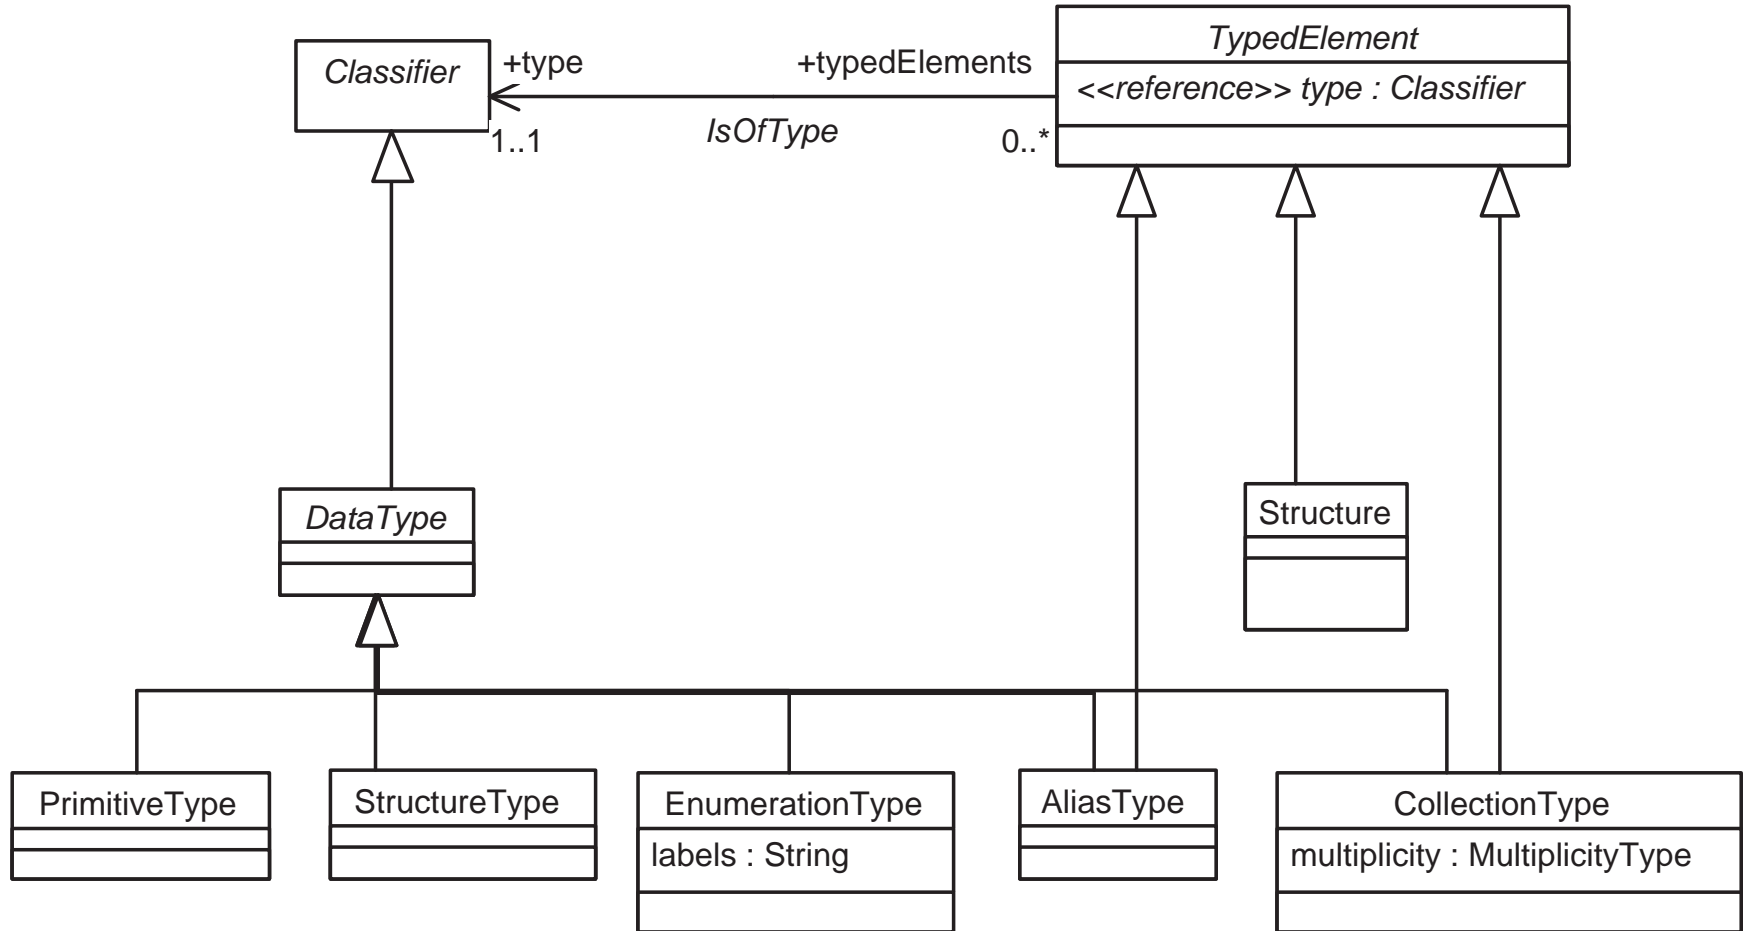 TypedElement
Classifier
+type
+typedElements
<<reference>> type : Classifier
1..1
IsOfType
0..*
DataType
Structure
PrimitiveType
StructureType
EnumerationType
AliasType
CollectionType
labels : String
multiplicity : MultiplicityType